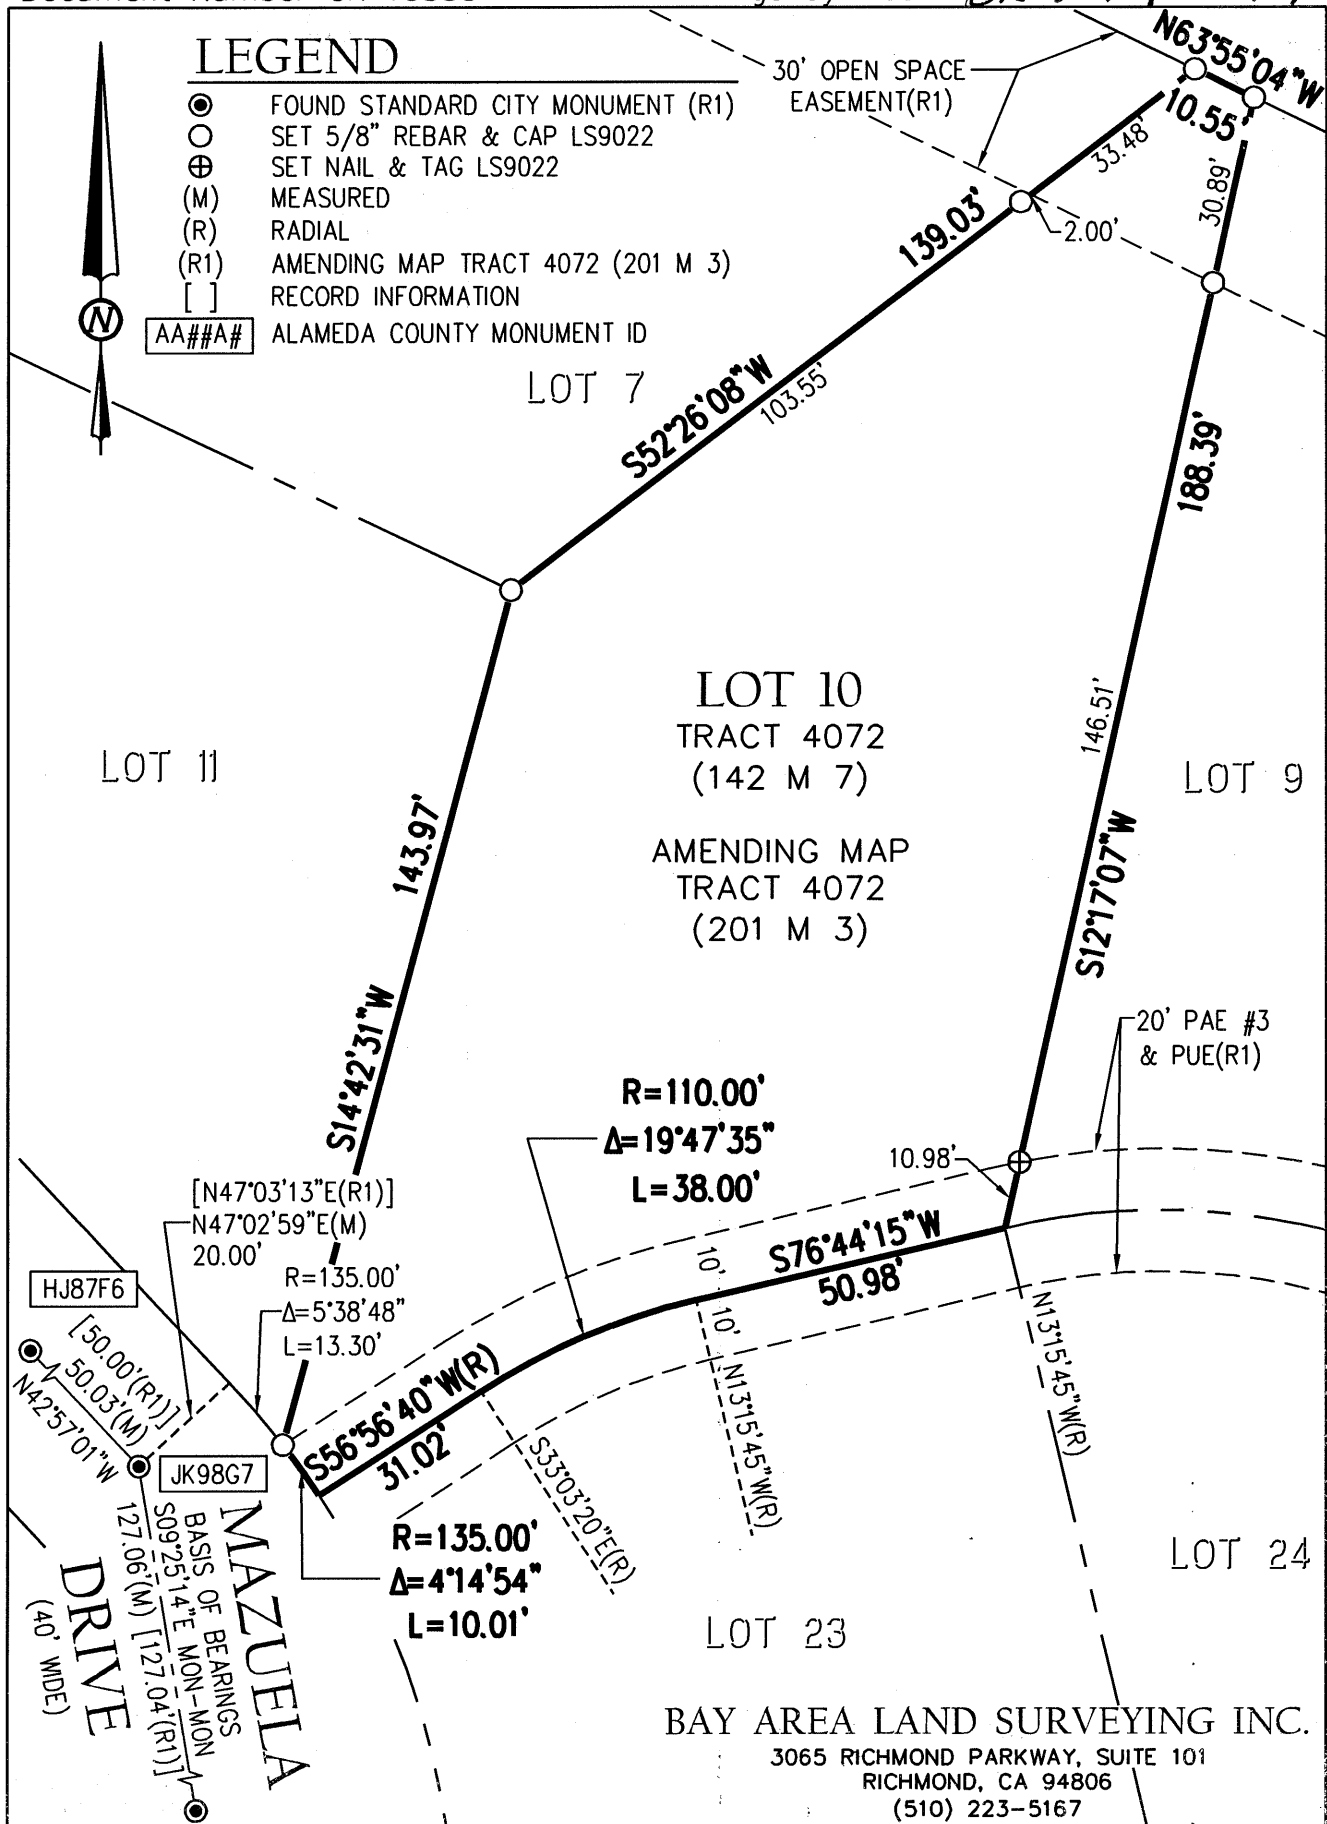 LEGEND
FOUND STANDARD CITY MONUMENT (R1)
SET 5/8" REBAR & CAP LS9022
SET NAIL & TAG LS9022
(M) MEASURED
(R) RADIAL
(R1) AMENDING MAP TRACT 4072 (201 M 3)
[ ] RECORD INFORMATION
AA##A# ALAMEDA COUNTY MONUMENT ID
N
30' OPEN SPACE
EASEMENT(R1)
N63°55'04"W
10.55'
33.48'
30.89'
2.00'
139.03'
S52°26'08"W
103.55'
LOT 7
188.39'
146.51'
S12°17'07"W
LOT 10
TRACT 4072
(142 M 7)
AMENDING MAP
TRACT 4072
(201 M 3)
LOT 11
LOT 9
143.97'
S14°42'31"W
20' PAE #3
& PUE(R1)
R=110.00'
Δ=19°47'35"
L=38.00'
10.98'
[N47°03'13"E(R1)]
N47°02'59"E(M)
20.00'
S76°44'15"W
50.98'
10'
10'
R=135.00'
Δ=5°38'48"
L=13.30'
HJ87F6
[50.00'(R1)]
50.03'(M)
N42°57'01"W
JK98G7
S56°56'40"W(R)
31.02'
S33°03'20"E(R)
N13°15'45"W(R)
N13°15'45"W(R)
R=135.00'
Δ=4°14'54"
L=10.01'
MAZUELA
DRIVE
(40' WIDE)
BASIS OF BEARINGS
S09°25'14"E MON-MON
127.06'(M) [127.04'(R1)]
LOT 24
LOT 23
BAY AREA LAND SURVEYING INC.
3065 RICHMOND PARKWAY, SUITE 101
RICHMOND, CA 94806
(510) 223-5167